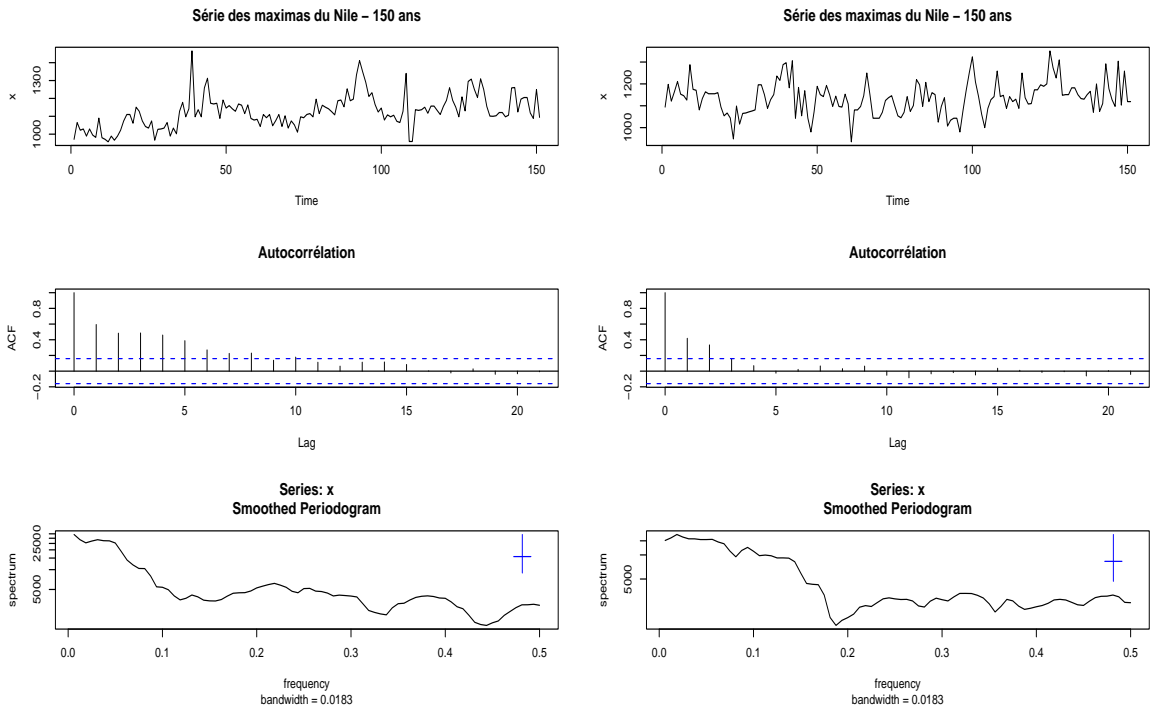 Série des maximas du Nile – 150 ans
x
1000 1300
0 50 100 150
Time
Autocorrélation
ACF
−0.2 0.4 0.8
0 5 10 15 20
Lag
Series: x
Smoothed Periodogram
spectrum
5000 25000
0.0 0.1 0.2 0.3 0.4 0.5
frequency
bandwidth = 0.0183
Série des maximas du Nile – 150 ans
x
1000 1200
0 50 100 150
Time
Autocorrélation
ACF
−0.2 0.4 0.8
0 5 10 15 20
Lag
Series: x
Smoothed Periodogram
spectrum
5000
0.0 0.1 0.2 0.3 0.4 0.5
frequency
bandwidth = 0.0183